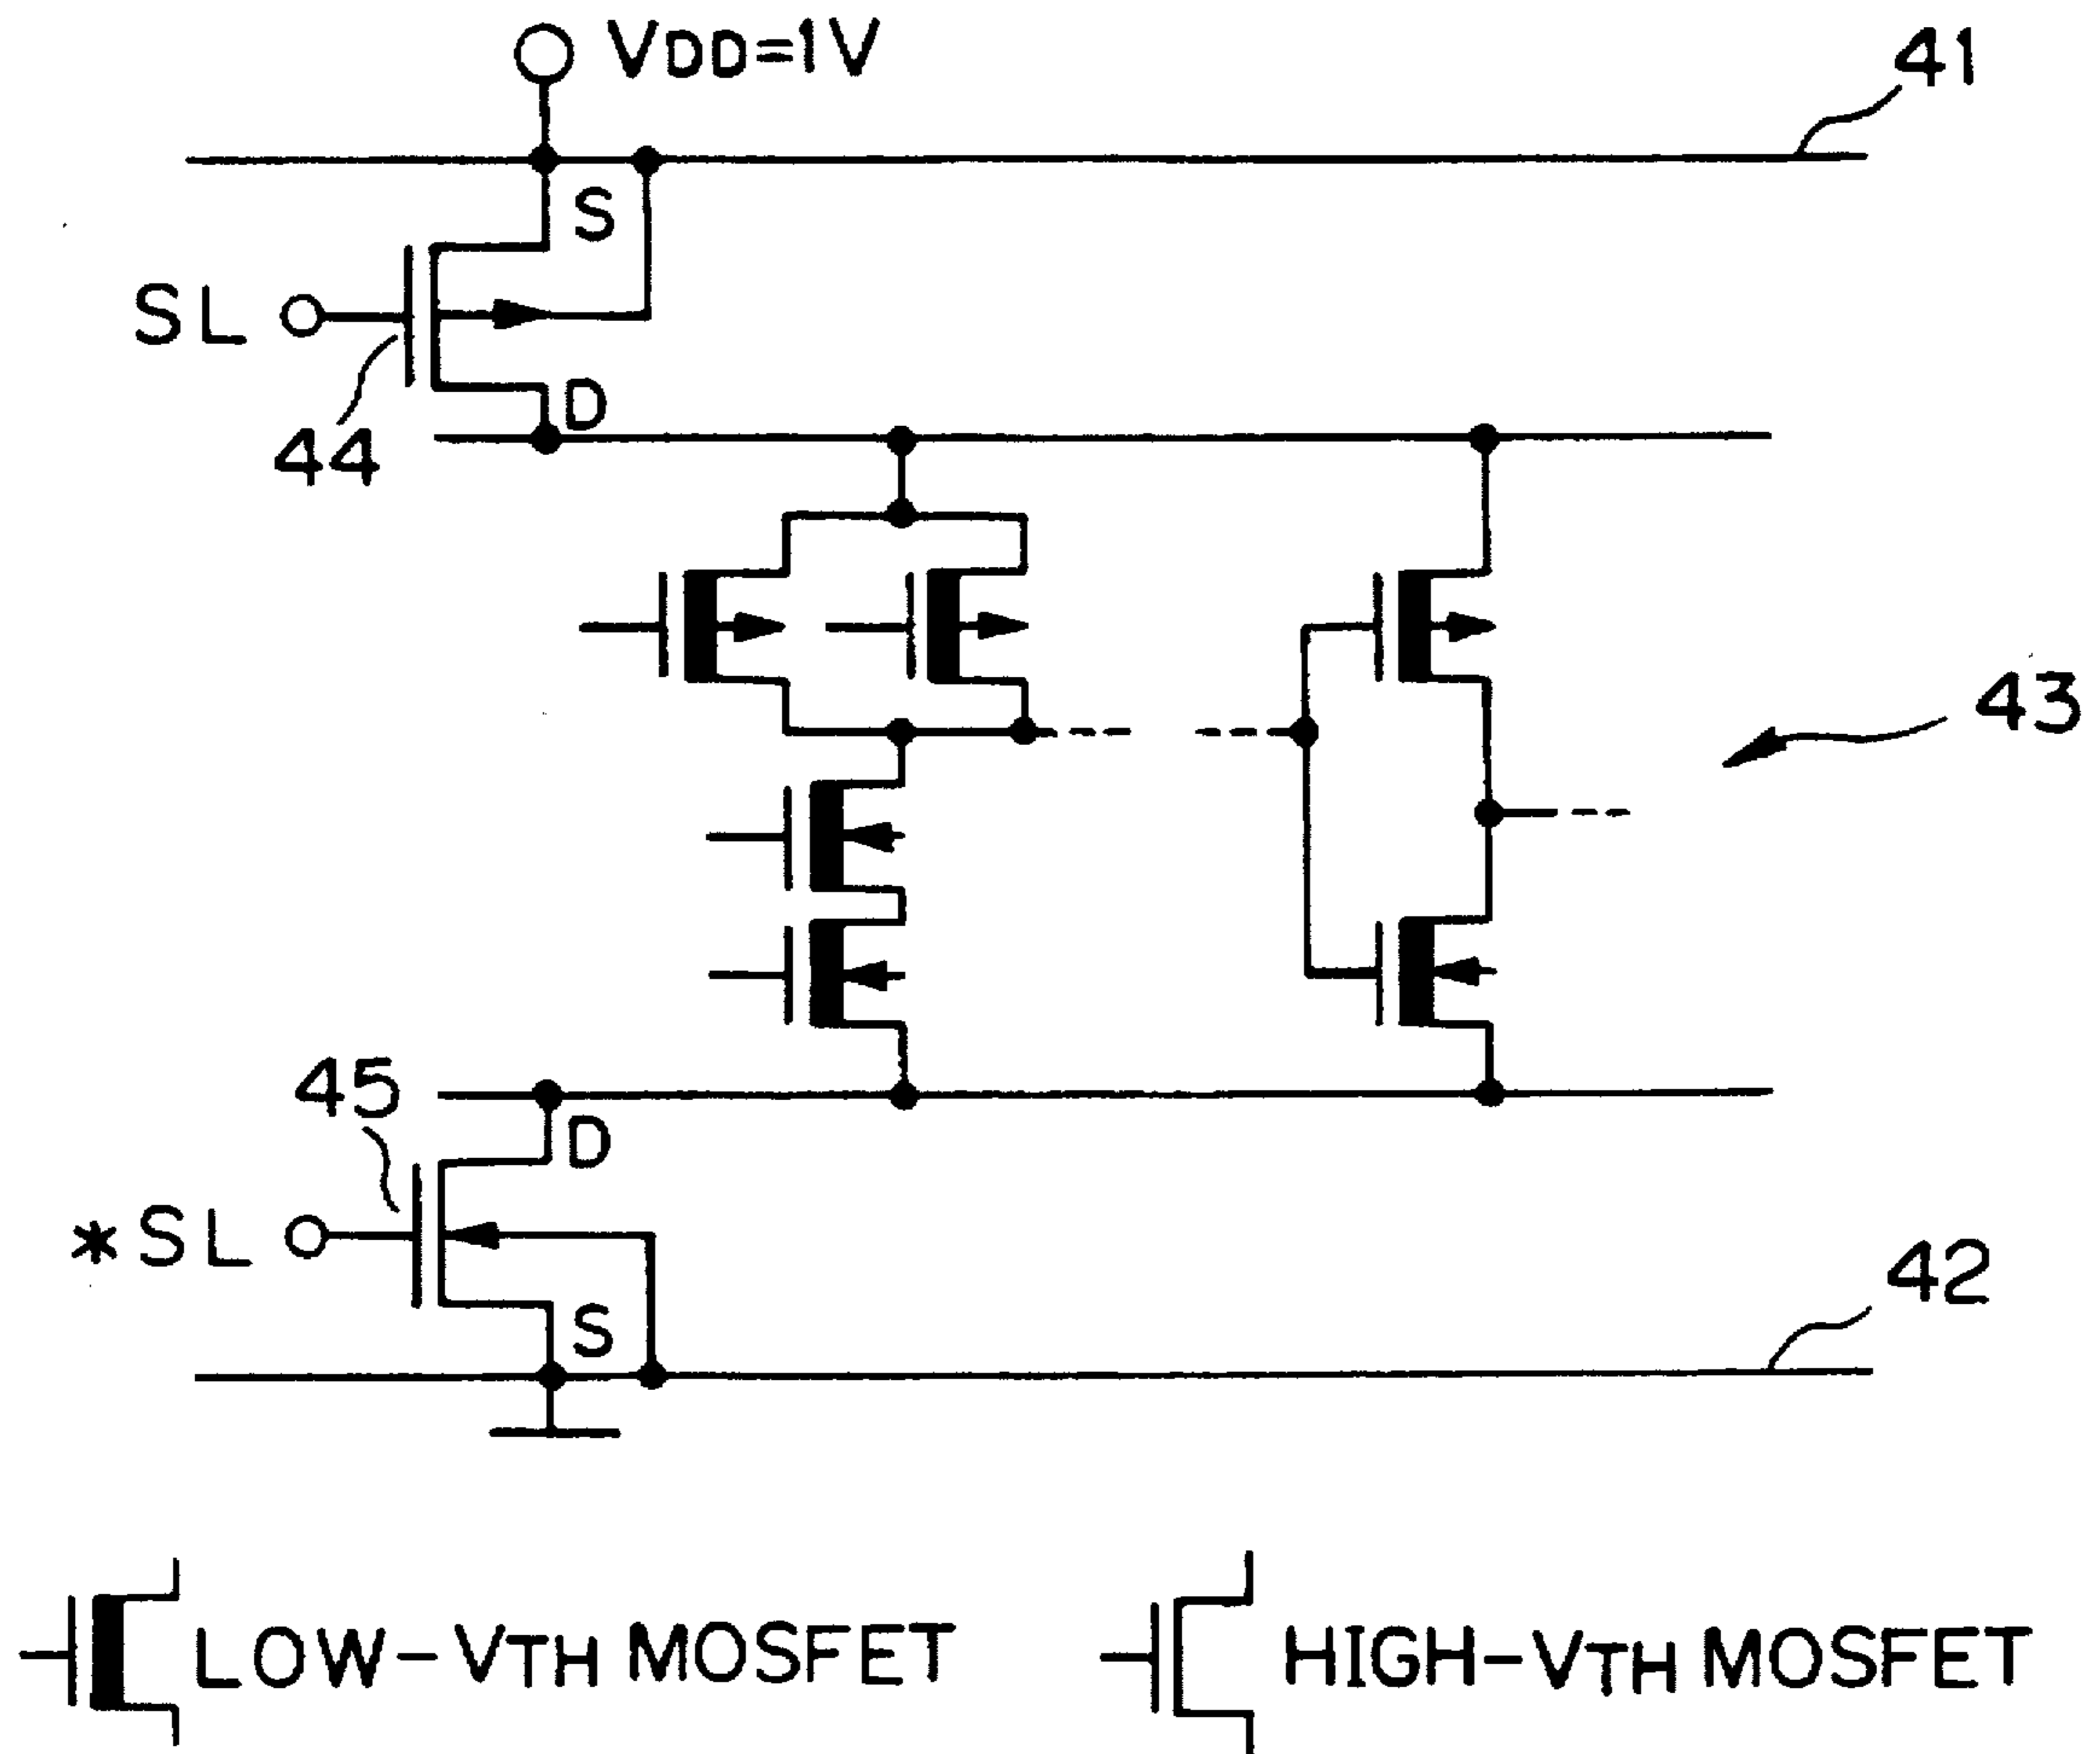 VDD=1V
41
S
SL
D
44
43
45
D
*SL
42
S
LOW-VTH MOSFET
HIGH-VTH MOSFET